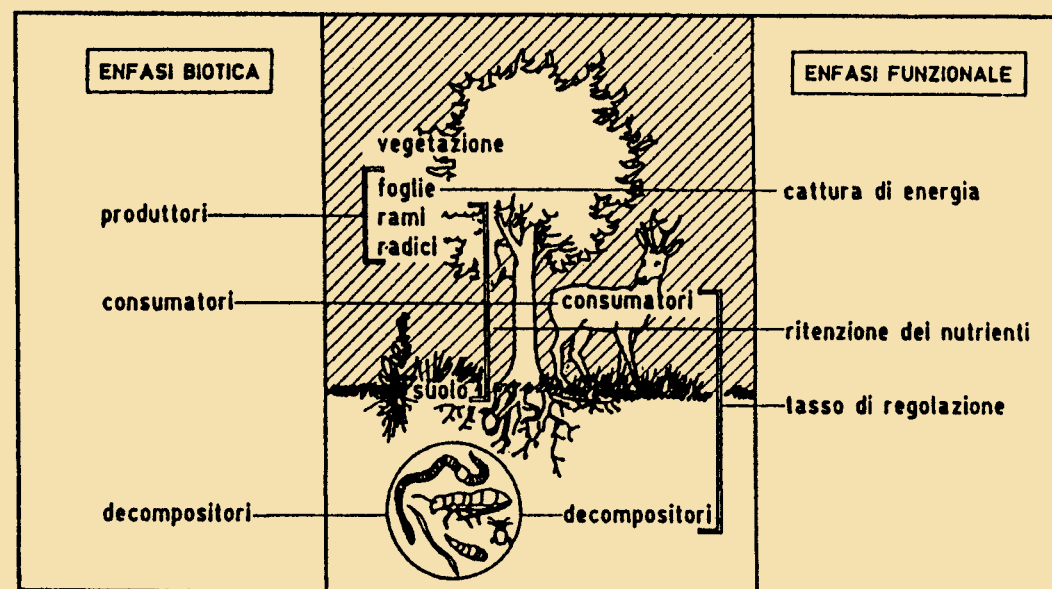 ENFASI BIOTICA
ENFASI FUNZIONALE
vegetazione
foglie
cattura di energia
produttori
rami
radici
consumatori
consumatori
ritenzione dei nutrienti
suolo
tasso di regolazione
decompositori
decompositori